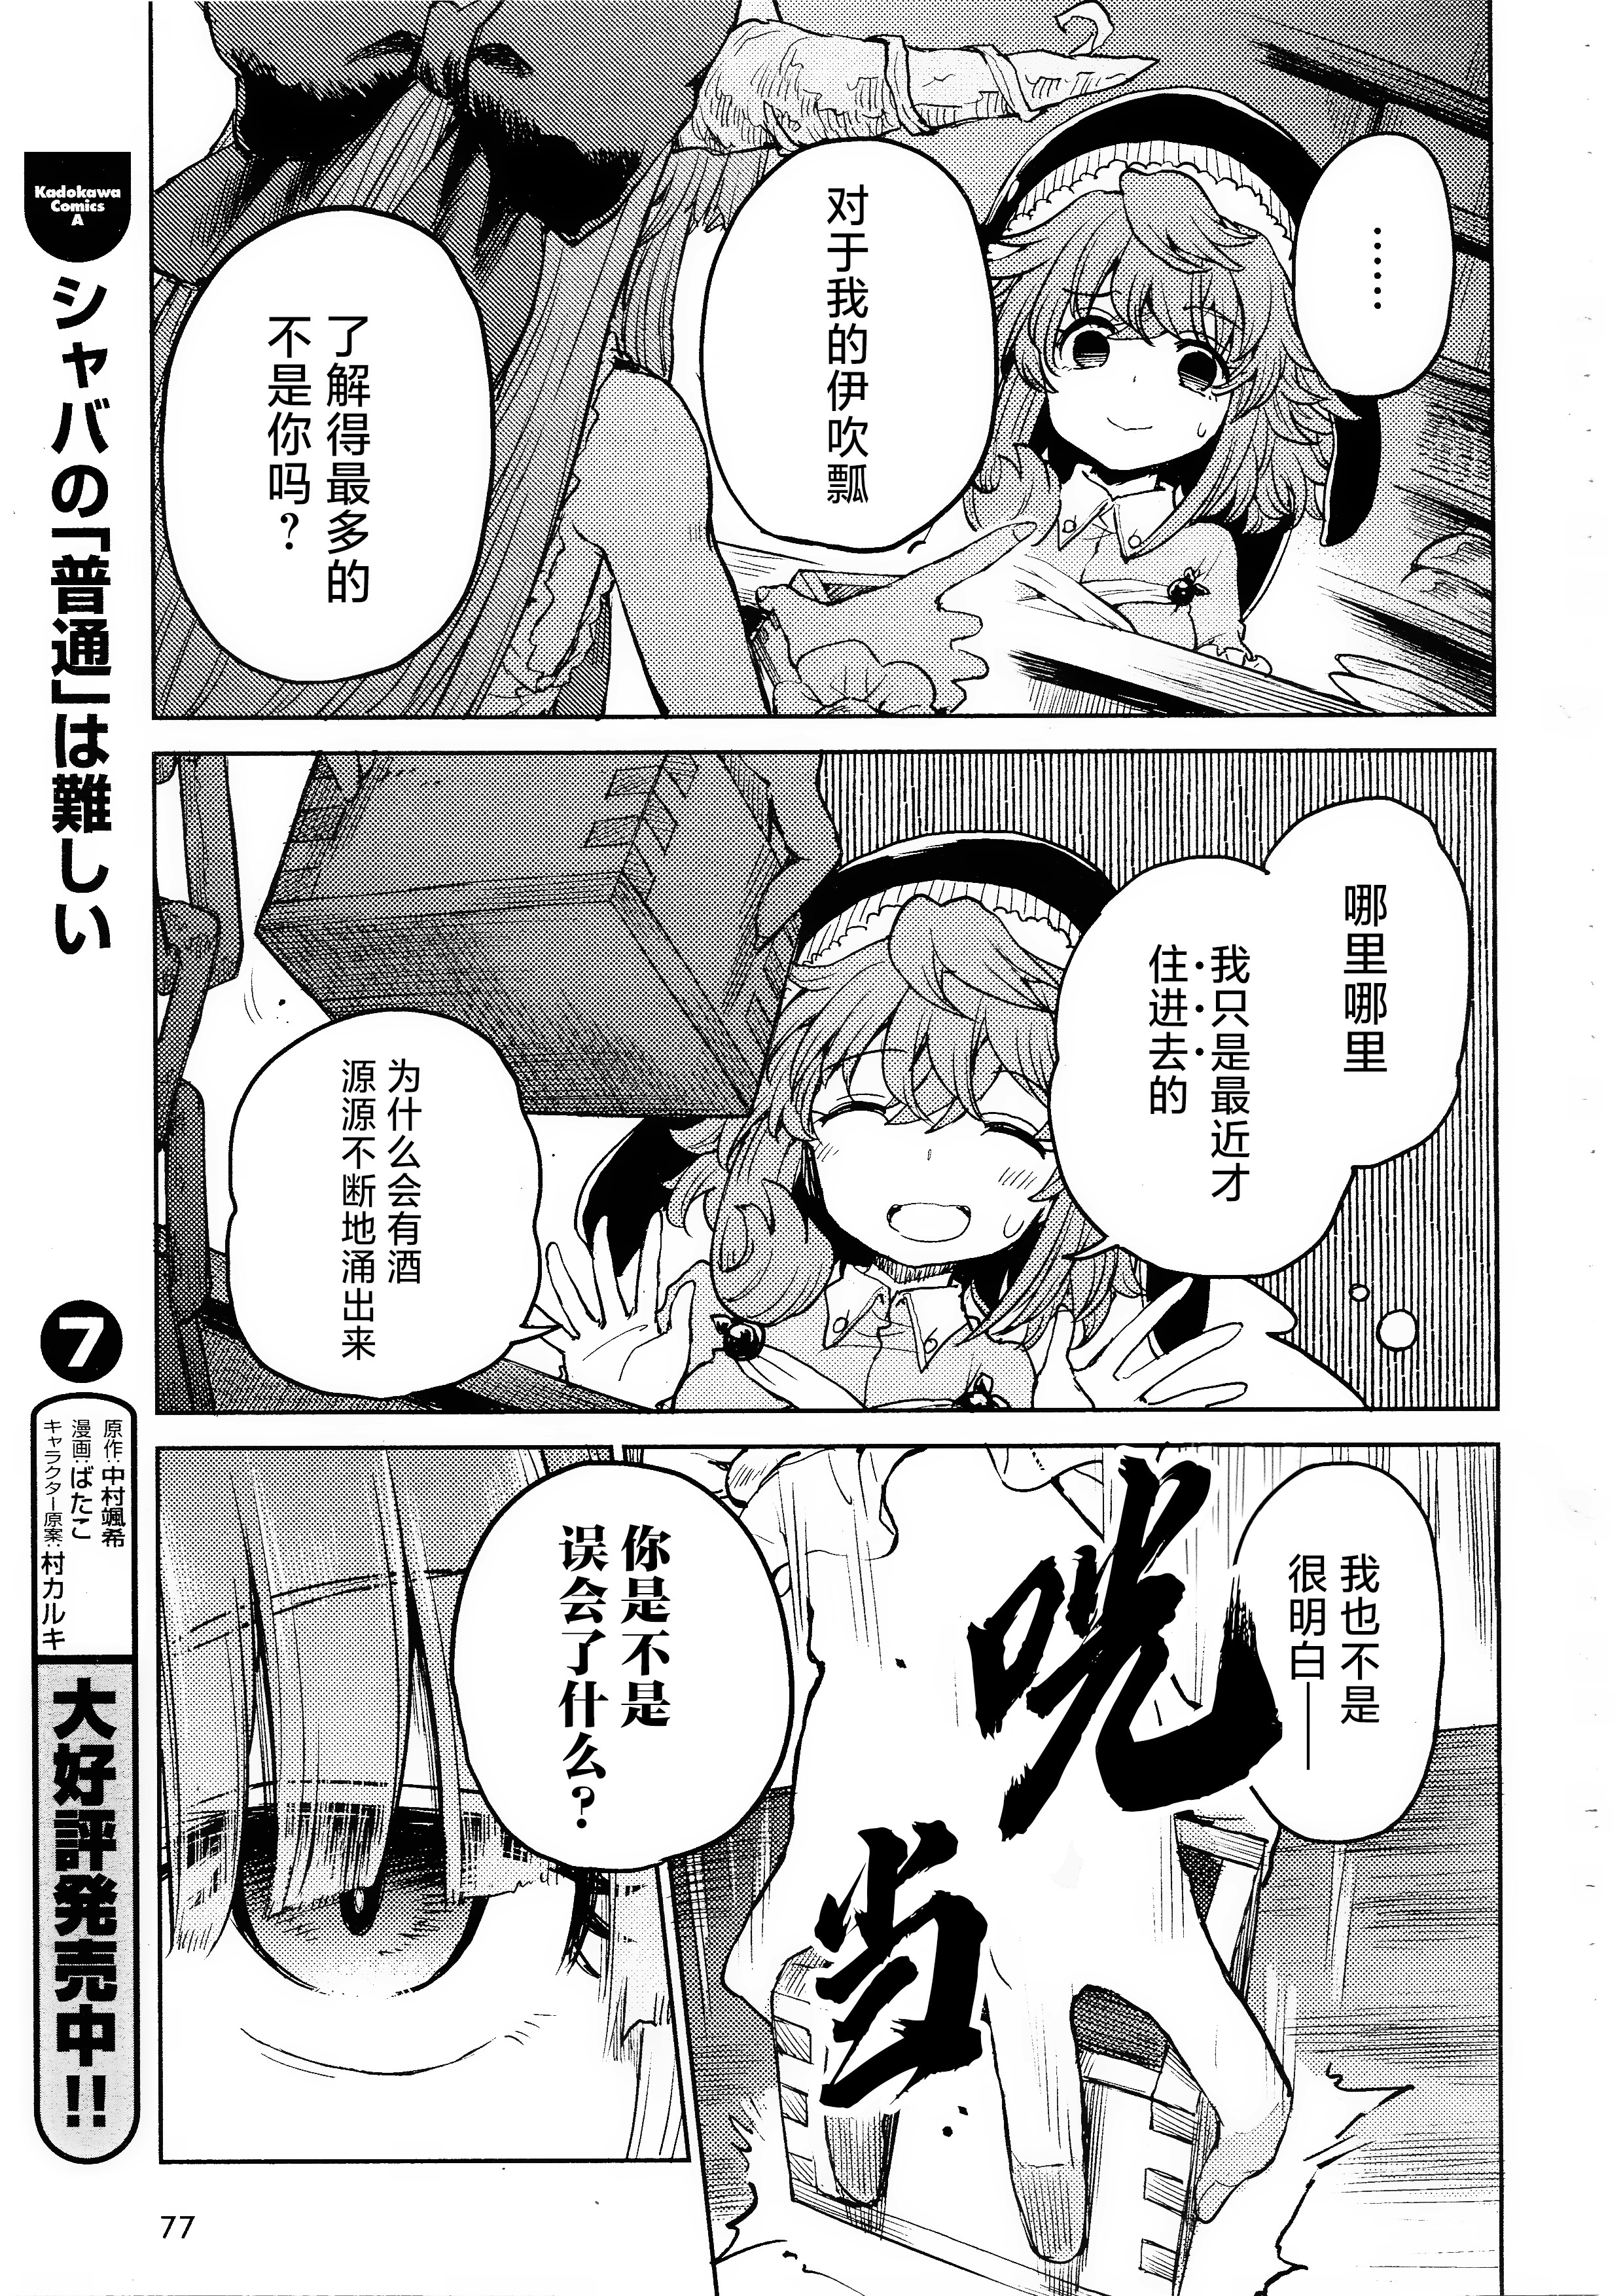 ……
对于我的伊吹瓢
了解得最多的
不是你吗？
哪里哪里
我只是最近才
住进去的
为什么会有酒
源源不断地涌出来
我也不是
很明白——
咣当
你是不是
误会了什么？
Kadokawa
Comics
A
シャバの「普通」は難しい
7
原作:中村颯希
漫画:ばたこ
キャラクター原案:村カルキ
大好評発売中!!
77